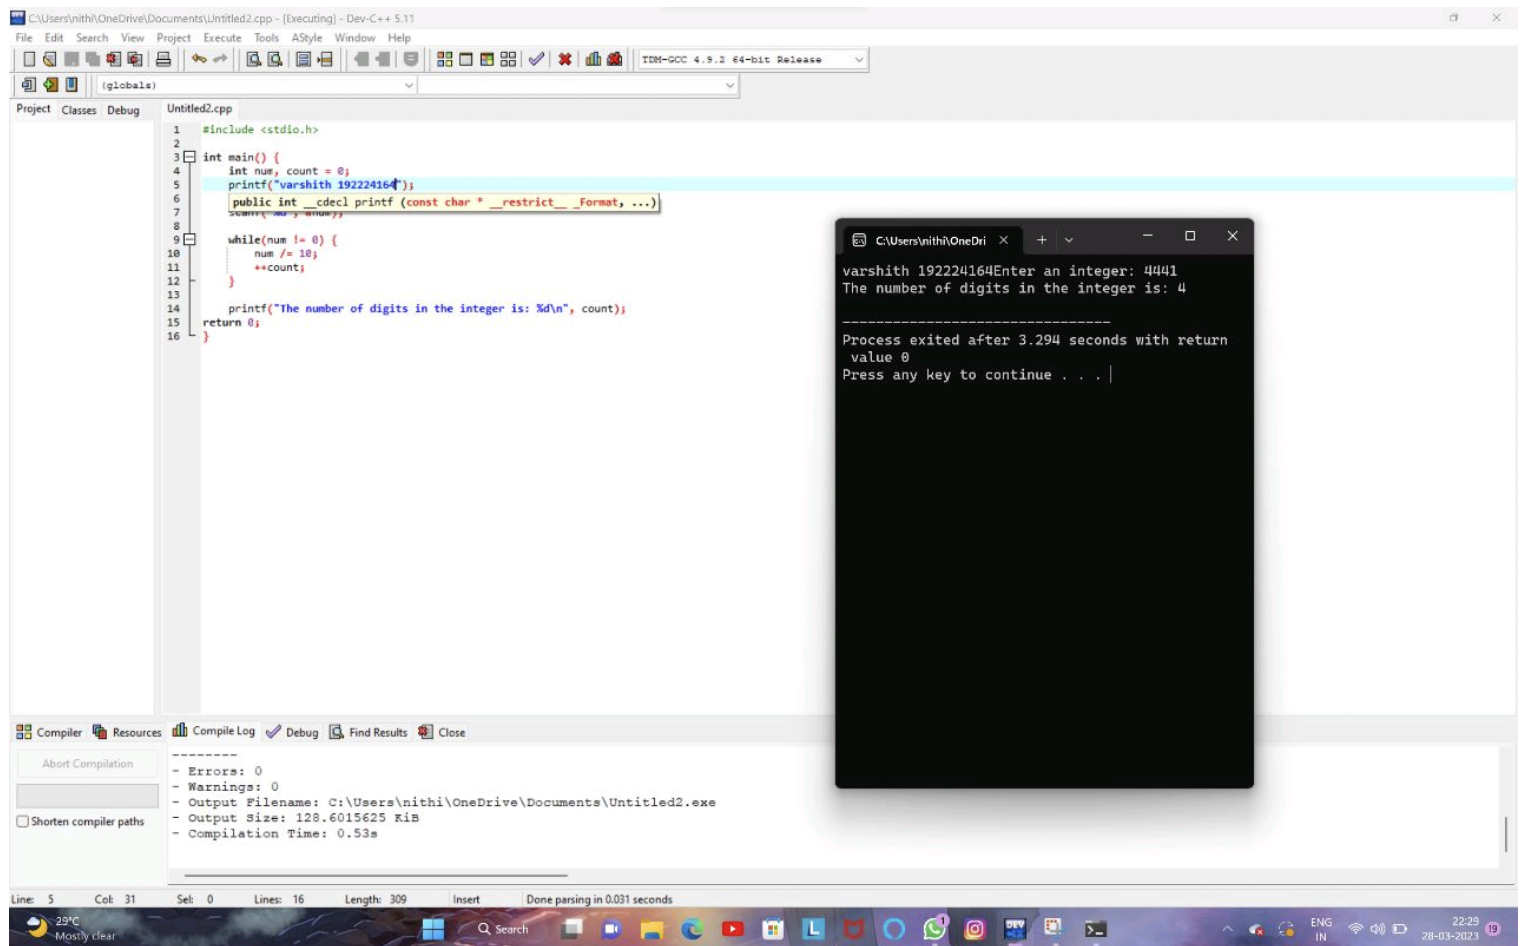 C:\Users\nithi\OneDrive\Documents\Untitled2.cpp - [Executing] - Dev-C++ 5.11
File Edit Search View Project Execute Tools AStyle Window Help
TDM-GCC 4.9.2 64-bit Release
(globals)
Project Classes Debug Untitled2.cpp
1 #include <stdio.h>
2
3 int main() {
4 int num, count = 0;
5 printf("varshith 192224164");
6 public int __cdecl printf (const char * __restrict__ _Format, ...)
7
8
9 while(num != 0) {
10 num /= 10;
11 ++count;
12 }
13
14 printf("The number of digits in the integer is: %d\n", count);
15 return 0;
16 }
C:\Users\nithi\OneDri
varshith 192224164Enter an integer: 4441
The number of digits in the integer is: 4
--------------------------------
Process exited after 3.294 seconds with return
value 0
Press any key to continue . . .
Compiler Resources Compile Log Debug Find Results Close
Abort Compilation
Shorten compiler paths
--------
- Errors: 0
- Warnings: 0
- Output Filename: C:\Users\nithi\OneDrive\Documents\Untitled2.exe
- Output Size: 128.6015625 KiB
- Compilation Time: 0.53s
Line: 5 Col: 31 Sel: 0 Lines: 16 Length: 309 Insert Done parsing in 0.031 seconds
29°C
Mostly clear
Search
DEV
L
1
ENG
IN
22:29
28-03-2023
19